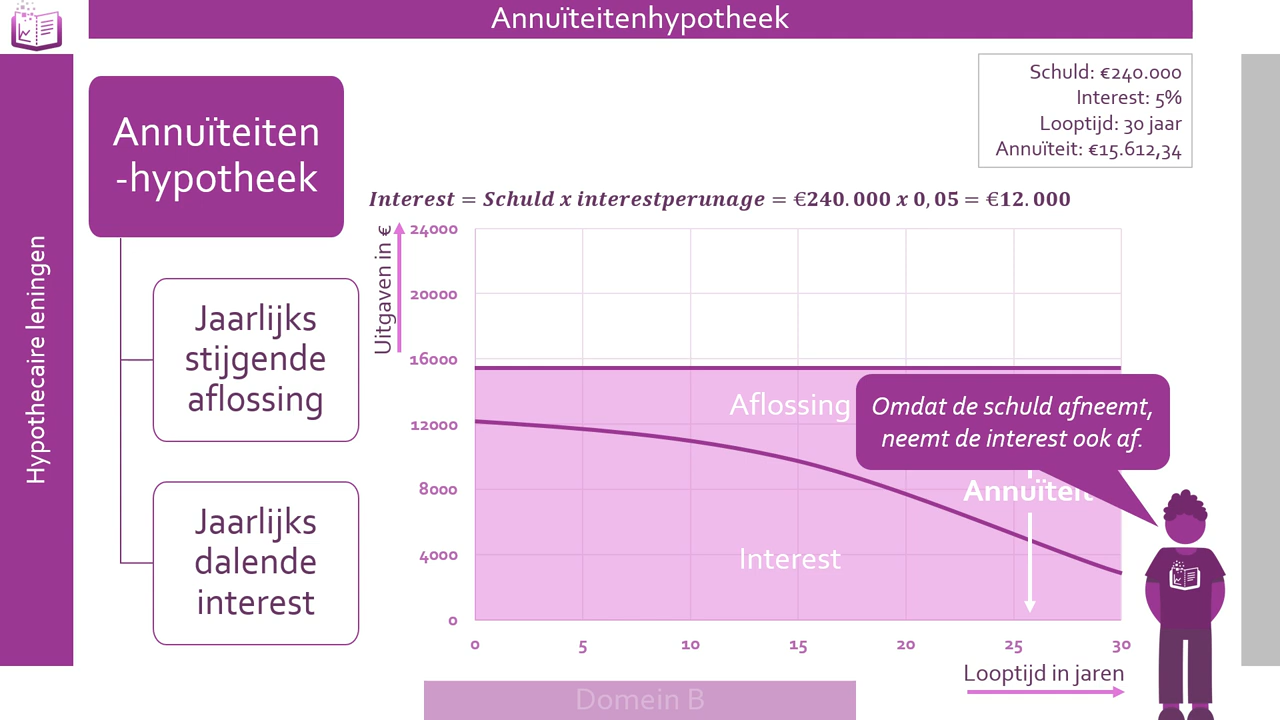 Annuïteitenhypotheek
Hypothecaire leningen
Annuïteiten
-hypotheek
Jaarlijks
stijgende
aflossing
Jaarlijks
dalende
interest
Schuld: €240.000
Interest: 5%
Looptijd: 30 jaar
Annuïteit: €15.612,34
Interest = Schuld x interestperunage = €240.000 x 0,05 = €12.000
Uitgaven in €
24000
20000
16000
12000
8000
4000
0
Aflossing
Omdat de schuld afneemt,
neemt de interest ook af.
Annuïteit
Interest
0 5 10 15 20 25 30
Looptijd in jaren
Domein B